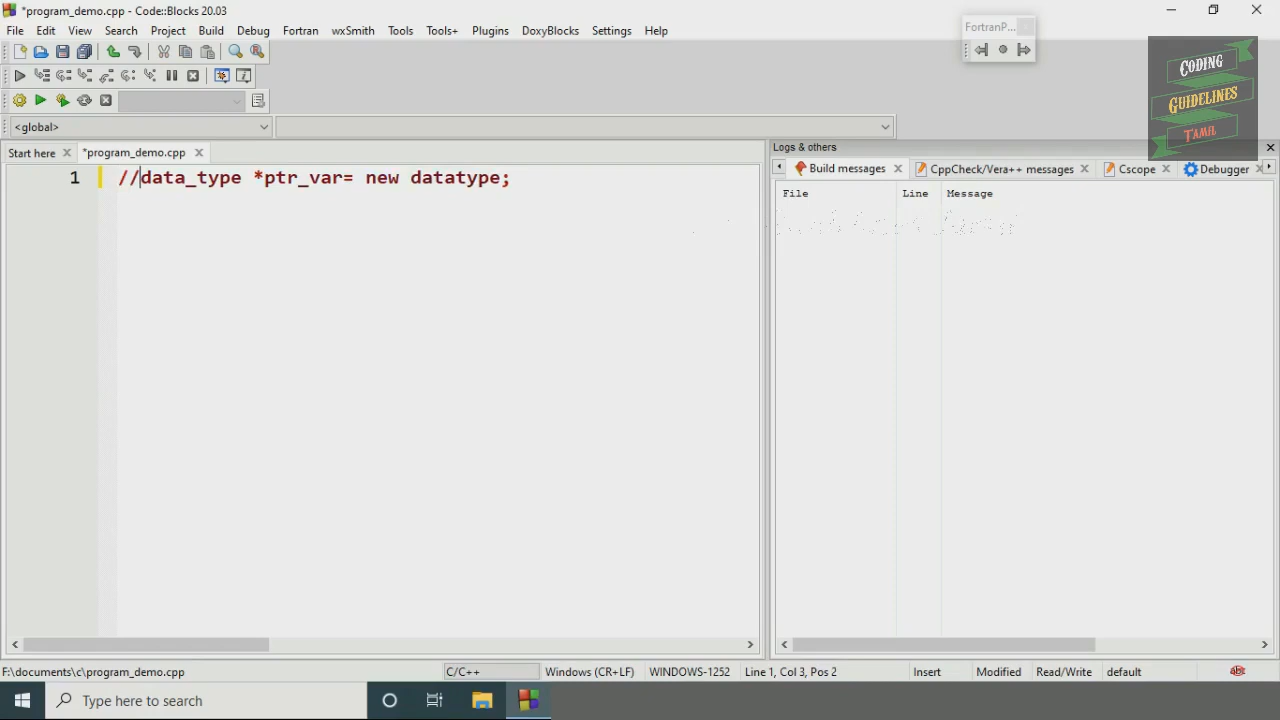 *program_demo.cpp - Code::Blocks 20.03
File Edit View Search Project Build Debug Fortran wxSmith Tools Tools+ Plugins DoxyBlocks Settings Help
FortranP...
CODING
GUIDELINES
TAMIL
<global>
Start here *program_demo.cpp
Logs & others
Build messages CppCheck/Vera++ messages Cscope Debugger
File Line Message
1 //data_type *ptr_var= new datatype;
F:\documents\c\program_demo.cpp C/C++ Windows (CR+LF) WINDOWS-1252 Line 1, Col 3, Pos 2 Insert Modified Read/Write default
Type here to search